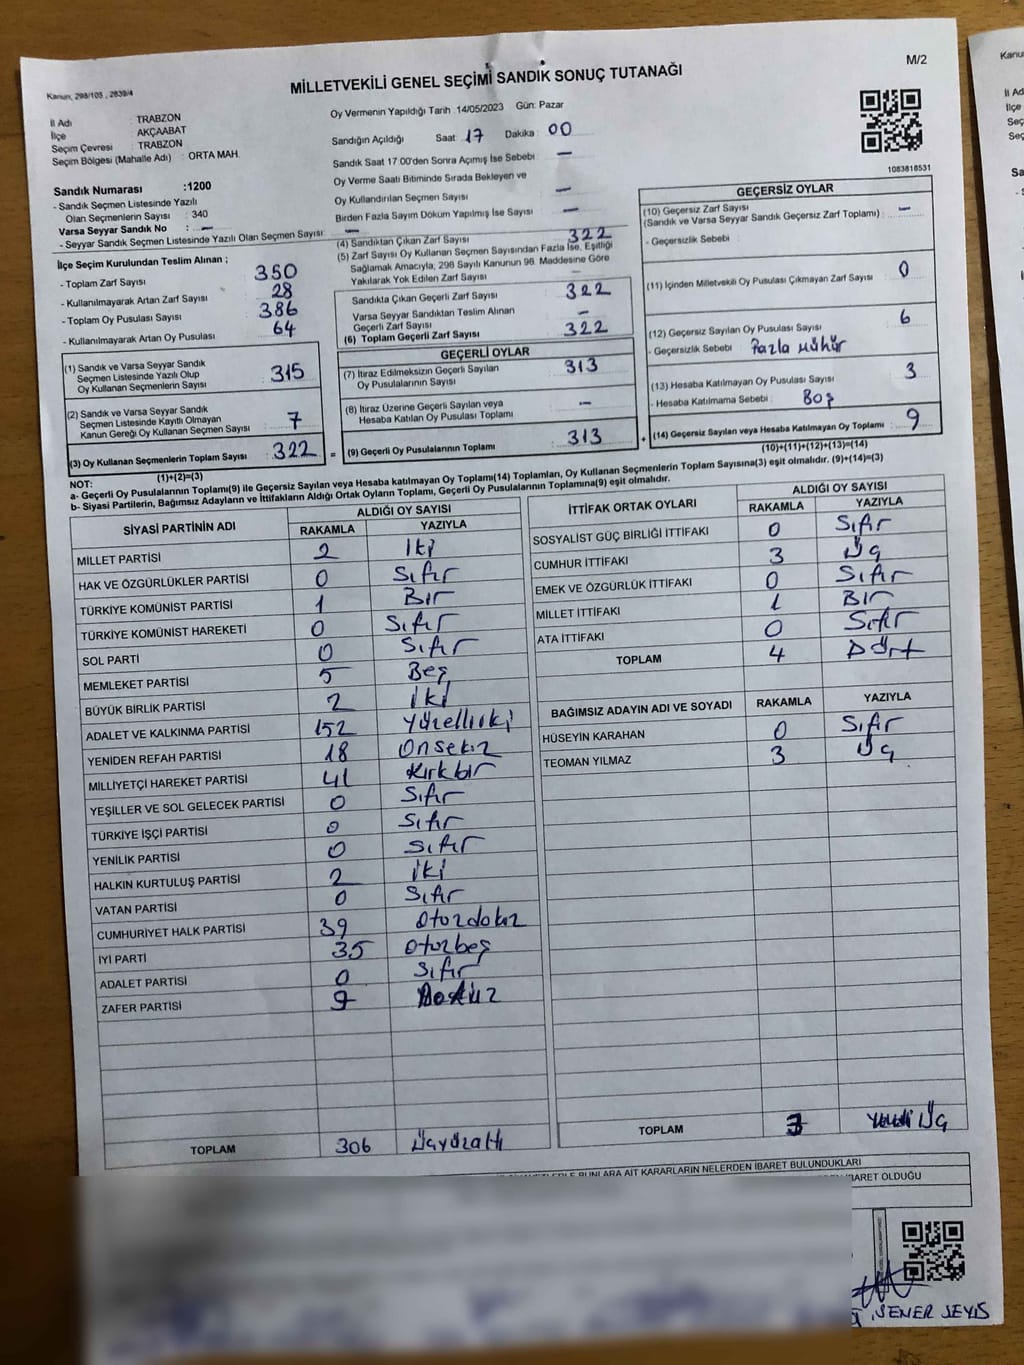 Kanun, 298/105 , 2839/4
M/2
MİLLETVEKİLİ GENEL SEÇİMİ SANDIK SONUÇ TUTANAĞI
İl Adı : TRABZON
İlçe : AKÇAABAT
Seçim Çevresi : TRABZON
Seçim Bölgesi (Mahalle Adı) : ORTA MAH.
Oy Vermenin Yapıldığı Tarih 14/05/2023 Gün: Pazar
Sandığın Açıldığı Saat: 17 Dakika : 00
Sandık Saat 17:00'den Sonra Açmış İse Sebebi : —
Oy Verme Saati Bitiminde Sırada Bekleyen ve
Oy Kullandırılan Seçmen Sayısı : —
Birden Fazla Sayım Döküm Yapılmış İse Sayısı : —
1083818531
Sandık Numarası :1200
- Sandık Seçmen Listesinde Yazılı
Olan Seçmenlerin Sayısı : 340
Varsa Seyyar Sandık No : —
- Seyyar Sandık Seçmen Listesinde Yazılı Olan Seçmen Sayısı : —
İlçe Seçim Kurulundan Teslim Alınan ;
- Toplam Zarf Sayısı : 350
- Kullanılmayarak Artan Zarf Sayısı : 28
- Toplam Oy Pusulası Sayısı : 386
- Kullanılmayarak Artan Oy Pusulası : 64
(1) Sandık ve Varsa Seyyar Sandık
Seçmen Listesinde Yazılı Olup
Oy Kullanan Seçmenlerin Sayısı : 315
(2) Sandık ve Varsa Seyyar Sandık
Seçmen Listesinde Kayıtlı Olmayan
Kanun Gereği Oy Kullanan Seçmen Sayısı : 7
(3) Oy Kullanan Seçmenlerin Toplam Sayısı : 322
(1)+(2)=(3)
(4) Sandıktan Çıkan Zarf Sayısı : 322
(5) Zarf Sayısı Oy Kullanan Seçmen Sayısından Fazla İse, Eşitliği
Sağlamak Amacıyla, 298 Sayılı Kanunun 98. Maddesine Göre
Yakılarak Yok Edilen Zarf Sayısı : —
Sandıkta Çıkan Geçerli Zarf Sayısı : 322
Varsa Seyyar Sandıktan Teslim Alınan
Geçerli Zarf Sayısı : —
(6) Toplam Geçerli Zarf Sayısı : 322
GEÇERLİ OYLAR
(7) İtiraz Edilmeksizin Geçerli Sayılan
Oy Pusulalarının Sayısı : 313
(8) İtiraz Üzerine Geçerli Sayılan veya
Hesaba Katılan Oy Pusulası Toplamı : —
= (9) Geçerli Oy Pusulalarının Toplamı : 313
GEÇERSİZ OYLAR
(10) Geçersiz Zarf Sayısı
(Sandık ve Varsa Seyyar Sandık Geçersiz Zarf Toplamı) : —
- Geçersizlik Sebebi :
(11) İçinden Milletvekili Oy Pusulası Çıkmayan Zarf Sayısı : 0
(12) Geçersiz Sayılan Oy Pusulası Sayısı : 6
- Geçersizlik Sebebi : Fazla Mühür
(13) Hesaba Katılmayan Oy Pusulası Sayısı : 3
- Hesaba Katılmama Sebebi : Boş
+ (14) Geçersiz Sayılan veya Hesaba Katılmayan Oy Toplamı : 9
(10)+(11)+(12)+(13)=(14)
NOT:
a- Geçerli Oy Pusulalarının Toplamı(9) ile Geçersiz Sayılan veya Hesaba katılmayan Oy Toplamı(14) Toplamları, Oy Kullanan Seçmenlerin Toplam Sayısına(3) eşit olmalıdır. (9)+(14)=(3)
b- Siyasi Partilerin, Bağımsız Adayların ve İttifakların Aldığı Ortak Oyların Toplamı, Geçerli Oy Pusulalarının Toplamına(9) eşit olmalıdır.
SİYASİ PARTİNİN ADI ALDIĞI OY SAYISI
RAKAMLA YAZIYLA
MİLLET PARTİSİ 2 İki
HAK VE ÖZGÜRLÜKLER PARTİSİ 0 Sıfır
TÜRKİYE KOMÜNİST PARTİSİ 1 Bir
TÜRKİYE KOMÜNİST HAREKETİ 0 Sıfır
SOL PARTİ 0 Sıfır
MEMLEKET PARTİSİ 5 Beş
BÜYÜK BİRLİK PARTİSİ 2 iki
ADALET VE KALKINMA PARTİSİ 152 Yüzelliiki
YENİDEN REFAH PARTİSİ 18 Onsekiz
MİLLİYETÇİ HAREKET PARTİSİ 41 Kırkbir
YEŞİLLER VE SOL GELECEK PARTİSİ 0 Sıfır
TÜRKİYE İŞÇİ PARTİSİ 0 Sıfır
YENİLİK PARTİSİ 0 Sıfır
HALKIN KURTULUŞ PARTİSİ 2 iki
VATAN PARTİSİ 0 Sıfır
CUMHURİYET HALK PARTİSİ 39 Otuzdokuz
İYİ PARTİ 35 Otuzbeş
ADALET PARTİSİ 0 Sıfır
ZAFER PARTİSİ 9 Dokuz
TOPLAM 306 Üçyüzaltı
İTTİFAK ORTAK OYLARI ALDIĞI OY SAYISI
RAKAMLA YAZIYLA
SOSYALİST GÜÇ BİRLİĞİ İTTİFAKI 0 Sıfır
CUMHUR İTTİFAKI 3 Üç
EMEK VE ÖZGÜRLÜK İTTİFAKI 0 Sıfır
MİLLET İTTİFAKI 1 Bir
ATA İTTİFAKI 0 Sıfır
TOPLAM 4 Dört
BAĞIMSIZ ADAYIN ADI VE SOYADI RAKAMLA YAZIYLA
HÜSEYİN KARAHAN 0 Sıfır
TEOMAN YILMAZ 3 Üç
TOPLAM 3 Üç
BUNLARA AİT KARARLARIN NELERDEN İBARET BULUNDUKLARI
İBARET OLDUĞU
ŞENER SEYİS